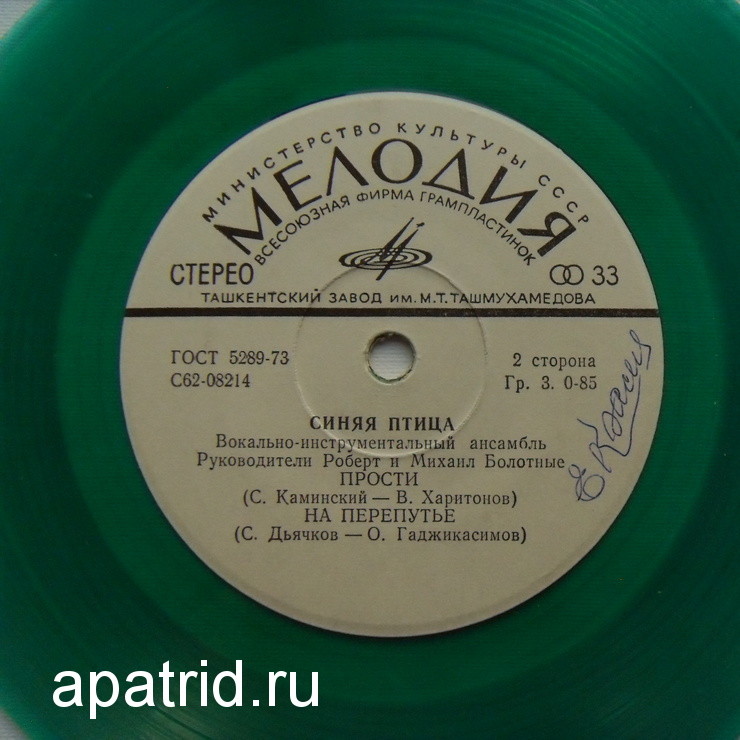 МИНИСТЕРСТВО КУЛЬТУРЫ СССР
МЕЛОДИЯ
ВСЕСОЮЗНАЯ ФИРМА ГРАМПЛАСТИНОК
СТЕРЕО 33
ТАШКЕНТСКИЙ ЗАВОД ИМ. М.Т. ТАШМУХАМЕДОВА
ГОСТ 5289-73 2 сторона
С62-08214 Гр. 3. 0-85
СИНЯЯ ПТИЦА
Вокально-инструментальный ансамбль
Руководители Роберт и Михаил Болотные
ПРОСТИ
(С. Каминский — В. Харитонов)
НА ПЕРЕПУТЬЕ
(С. Дьячков — О. Гаджикасимов)
apatrid.ru